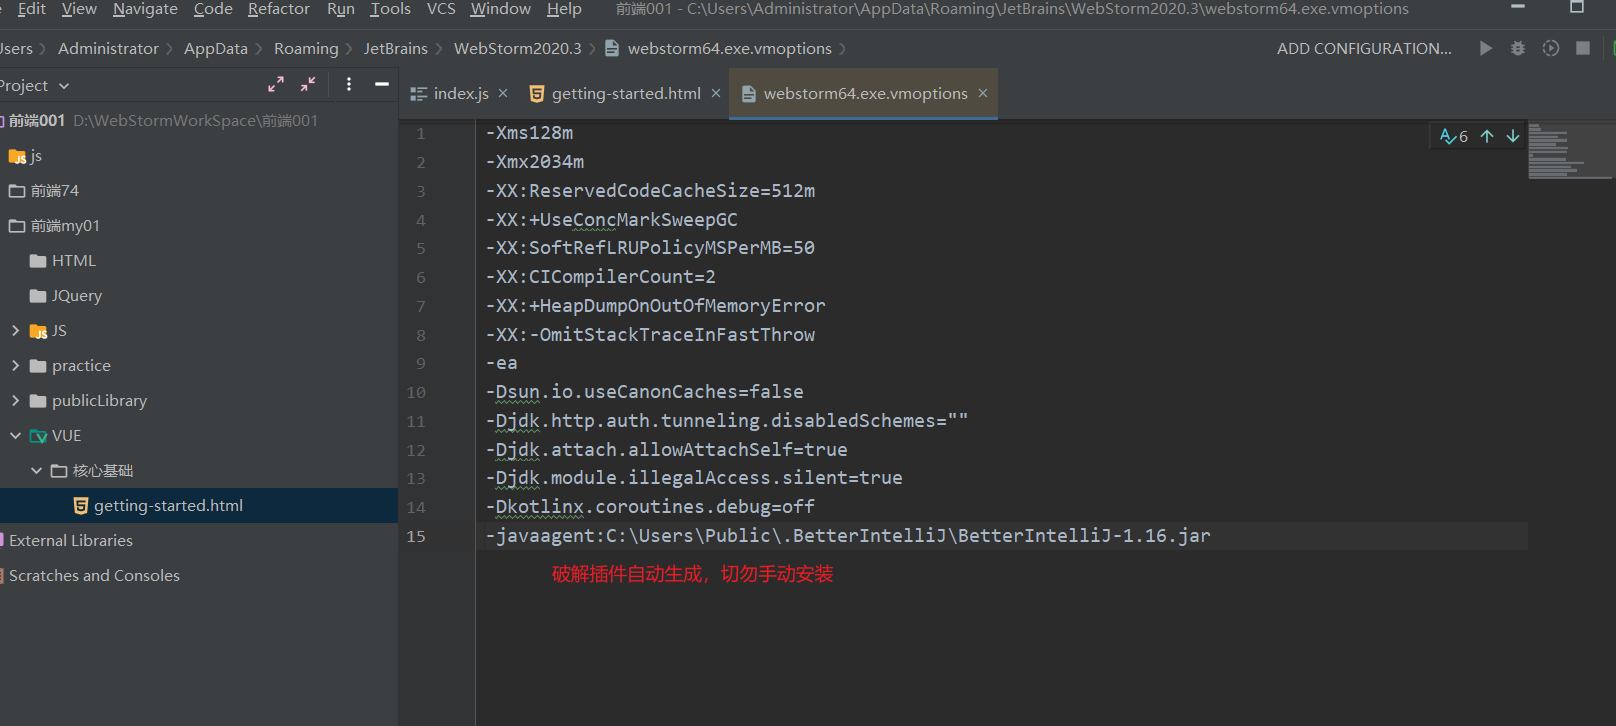 Edit View Navigate Code Refactor Run Tools VCS Window Help 前端001 - C:\Users\Administrator\AppData\Roaming\JetBrains\WebStorm2020.3\webstorm64.exe.vmoptions
Jsers Administrator AppData Roaming JetBrains WebStorm2020.3 webstorm64.exe.vmoptions ADD CONFIGURATION...
Project
index.js getting-started.html webstorm64.exe.vmoptions
前端001 D:\WebStormWorkSpace\前端001
js
前端74
前端my01
HTML
JQuery
JS
practice
publicLibrary
VUE
核心基础
getting-started.html
External Libraries
Scratches and Consoles
6
1 -Xms128m
2 -Xmx2034m
3 -XX:ReservedCodeCacheSize=512m
4 -XX:+UseConcMarkSweepGC
5 -XX:SoftRefLRUPolicyMSPerMB=50
6 -XX:CICompilerCount=2
7 -XX:+HeapDumpOnOutOfMemoryError
8 -XX:-OmitStackTraceInFastThrow
9 -ea
10 -Dsun.io.useCanonCaches=false
11 -Djdk.http.auth.tunneling.disabledSchemes=""
12 -Djdk.attach.allowAttachSelf=true
13 -Djdk.module.illegalAccess.silent=true
14 -Dkotlinx.coroutines.debug=off
15 -javaagent:C:\Users\Public\.BetterIntelliJ\BetterIntelliJ-1.16.jar
破解插件自动生成，切勿手动安装